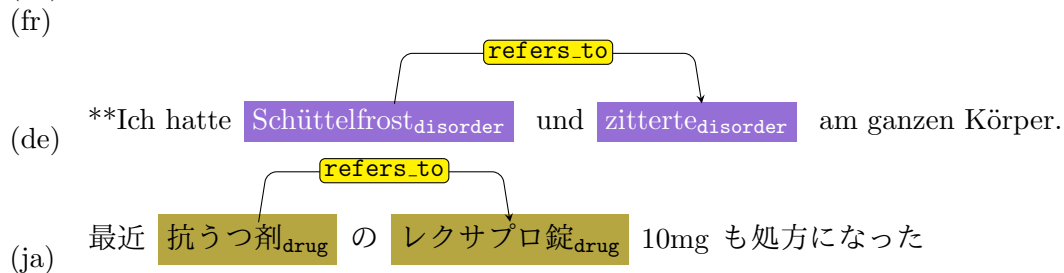 (fr)
refers_to
(de) **Ich hatte Schüttelfrost disorder und zitterte disorder am ganzen Körper.
refers_to
(ja) 最近 抗うつ剤 drug の レクサプロ錠 drug 10mg も処方になった